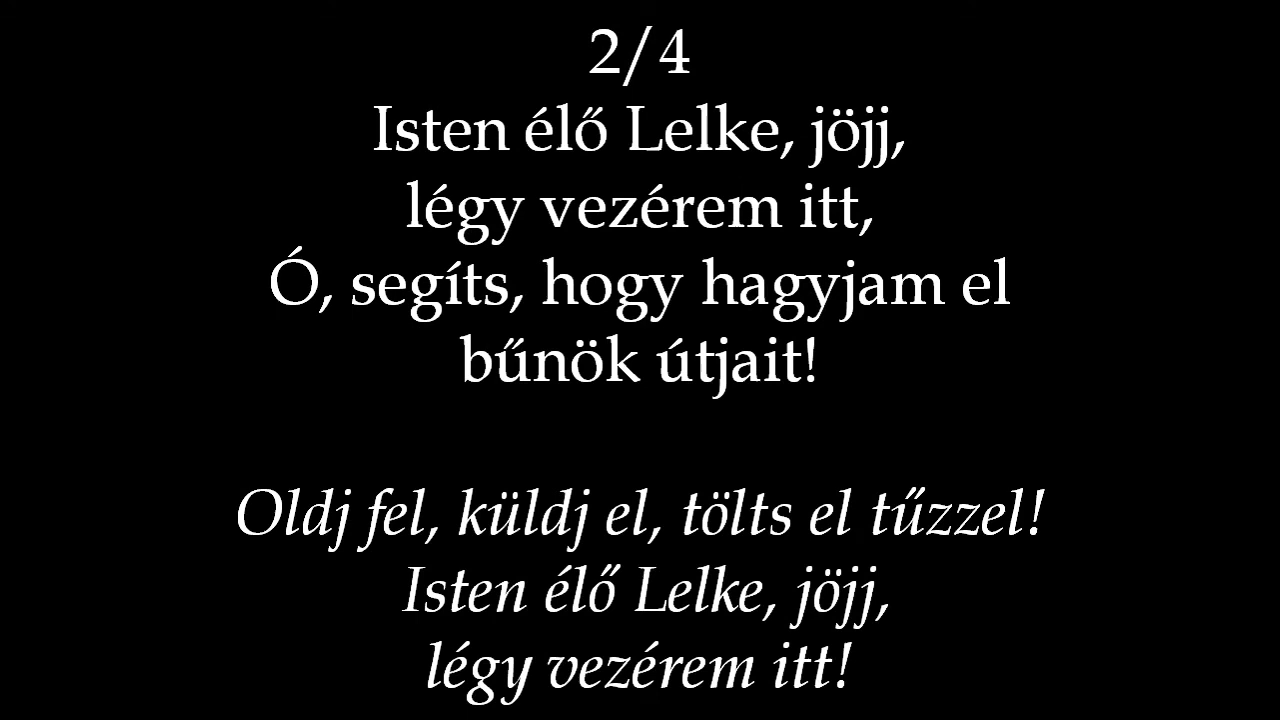 2/4
Isten élő Lelke, jöjj,
légy vezérem itt,
Ó, segíts, hogy hagyjam el
bűnök útjait!
Oldj fel, küldj el, tölts el tűzzel!
Isten élő Lelke, jöjj,
légy vezérem itt!